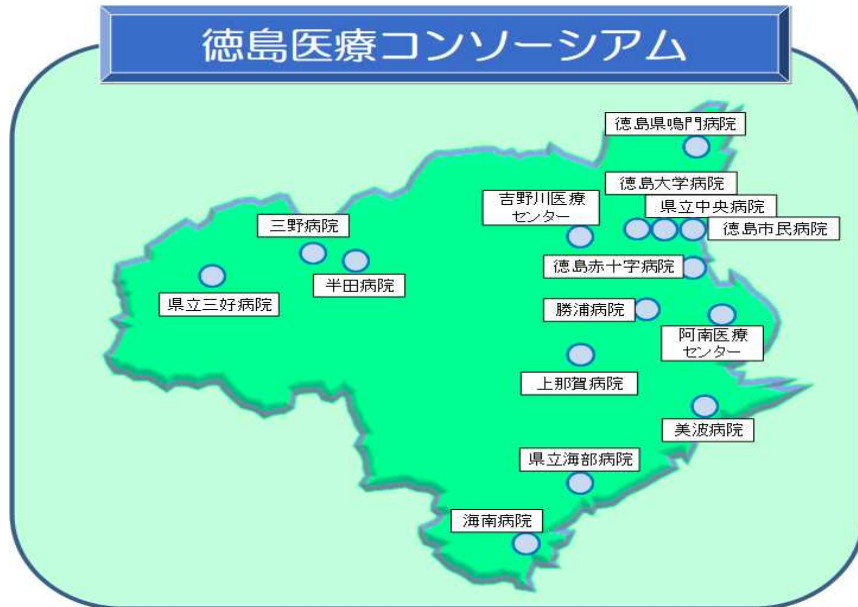 徳島医療コンソーシアム
徳島県鳴門病院
徳島大学病院
吉野川医療
センター
県立中央病院
三野病院
徳島市民病院
徳島赤十字病院
半田病院
県立三好病院
勝浦病院
阿南医療
センター
上那賀病院
美波病院
県立海部病院
海南病院